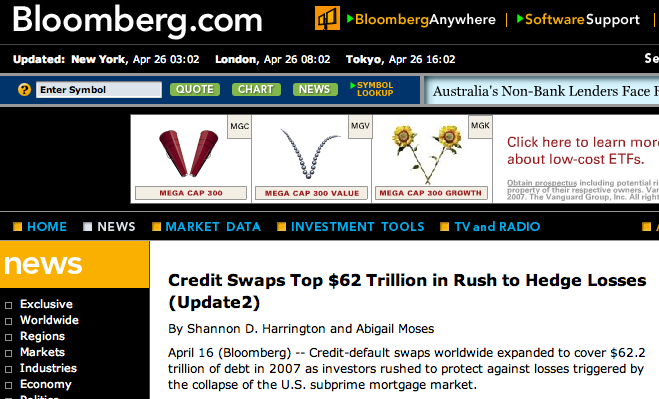 Bloomberg.com
BloombergAnywhere
SoftwareSupport
Updated: New York, Apr 26 03:02 London, Apr 26 08:02 Tokyo, Apr 26 16:02
Se
? Enter Symbol QUOTE CHART NEWS SYMBOL LOOKUP
Australia's Non-Bank Lenders Face F
MGC
MGV
MGK
MEGA CAP 300
MEGA CAP 300 VALUE
MEGA CAP 300 GROWTH
Click here to learn more
about low-cost ETFs.
Obtain prospectus including potential ri
property of their respective owners. Van
2007. The Vanguard Group, Inc. All right
HOME NEWS MARKET DATA INVESTMENT TOOLS TV and RADIO
news
Exclusive
Worldwide
Regions
Markets
Industries
Economy
Credit Swaps Top $62 Trillion in Rush to Hedge Losses
(Update2)
By Shannon D. Harrington and Abigail Moses
April 16 (Bloomberg) -- Credit-default swaps worldwide expanded to cover $62.2
trillion of debt in 2007 as investors rushed to protect against losses triggered by
the collapse of the U.S. subprime mortgage market.